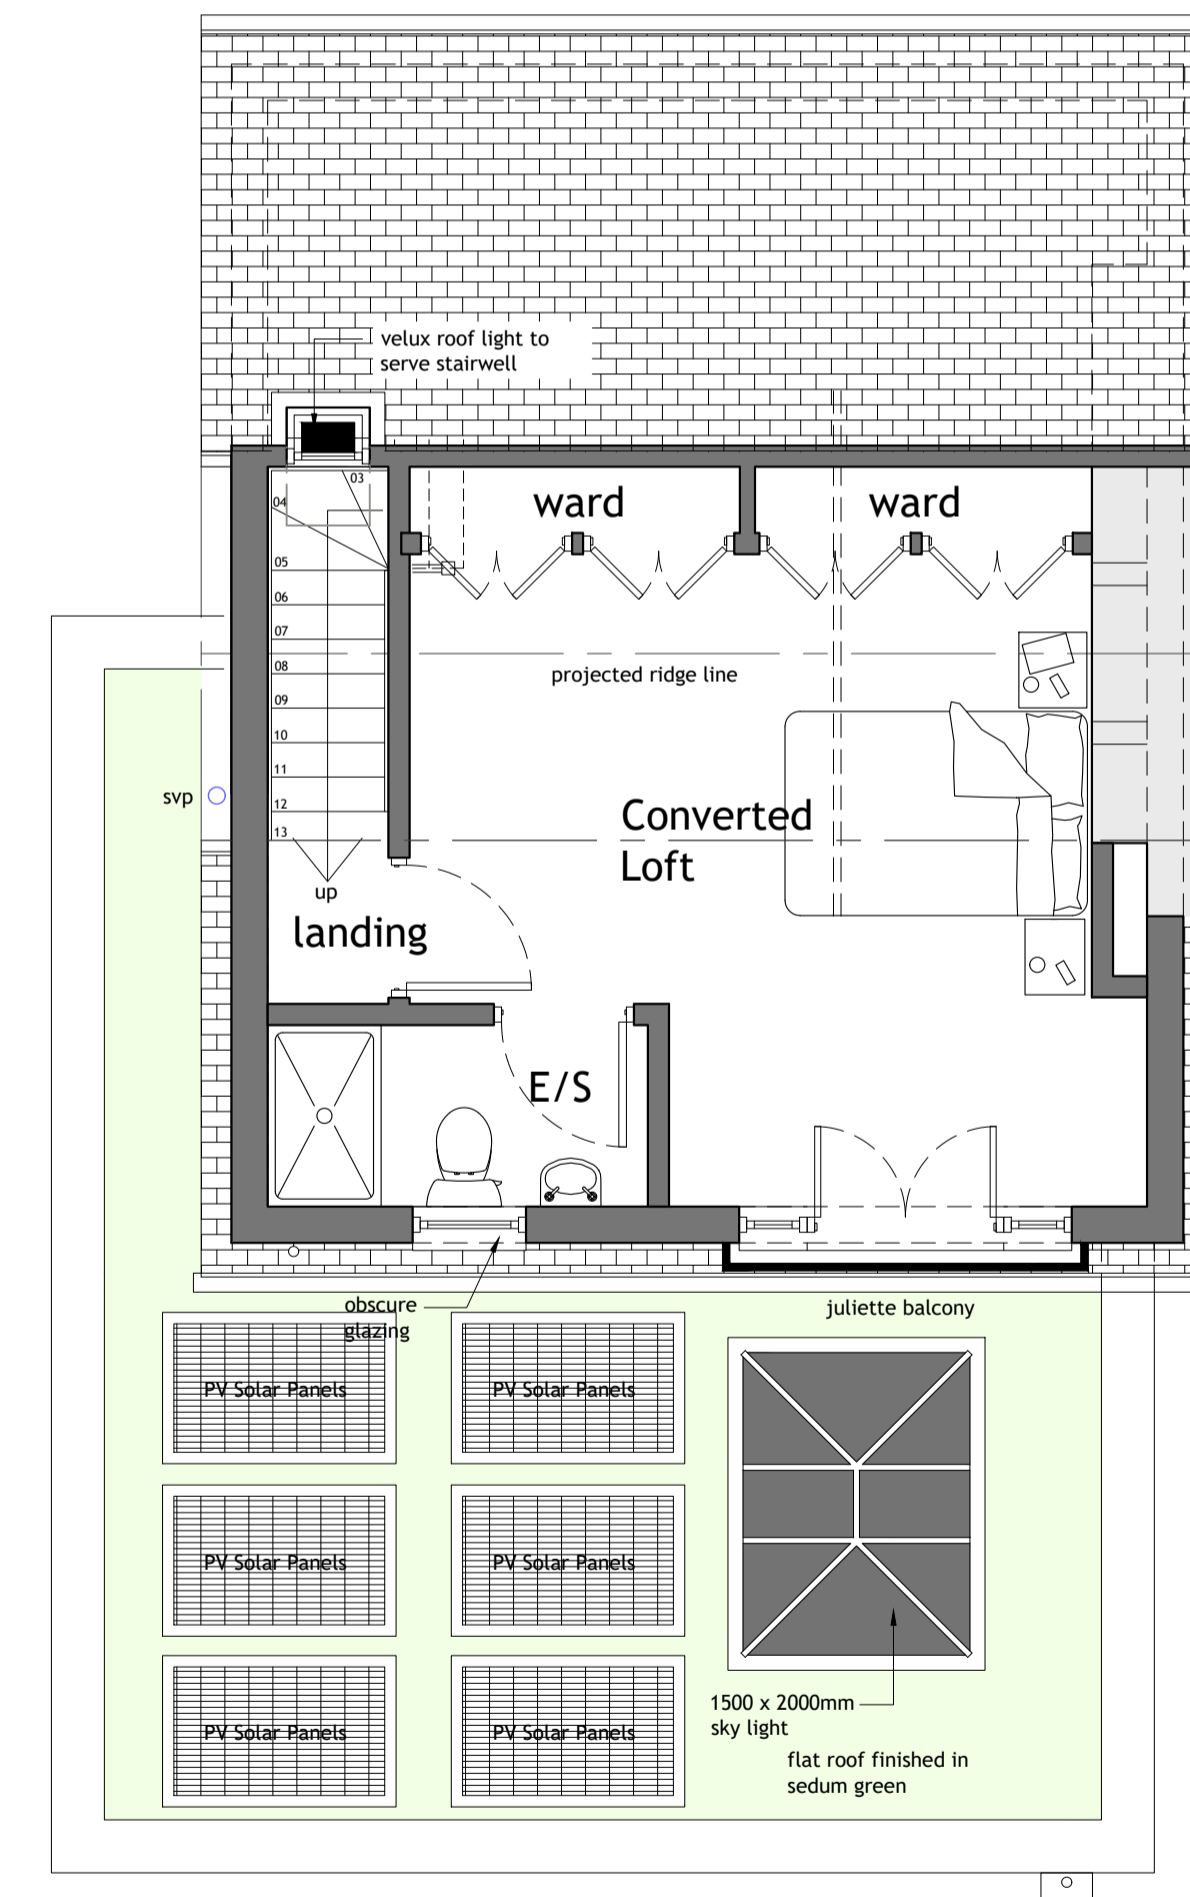 velux roof light to
serve stairwell
03
04
ward
ward
05
06
07
projected ridge line
08
09
10
11
svp
12
Converted
Loft
13
up
landing
E/S
obscure
glazing
juliette balcony
PV Solar Panels
PV Solar Panels
PV Solar Panels
PV Solar Panels
1500 x 2000mm
sky light
PV Solar Panels
PV Solar Panels
flat roof finished in
sedum green